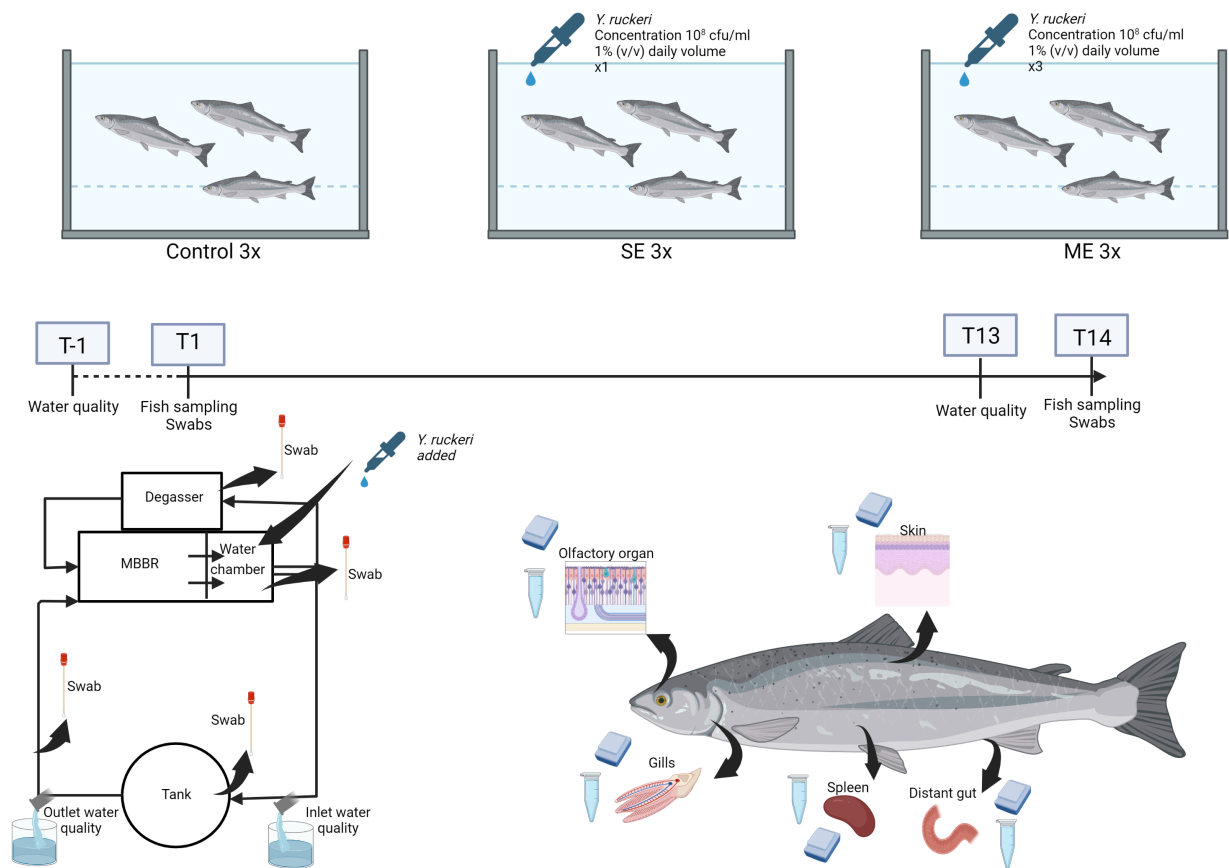 Y. ruckeri
Concentration 10⁸ cfu/ml
1% (v/v) daily volume
x1
Y. ruckeri
Concentration 10⁸ cfu/ml
1% (v/v) daily volume
x3
Control 3x
SE 3x
ME 3x
T-1
T1
T13
T14
Water quality
Fish sampling
Swabs
Water quality
Fish sampling
Swabs
Swab
Y. ruckeri
added
Degasser
MBBR
Water
chamber
Swab
Swab
Swab
Tank
Outlet water
quality
Inlet water
quality
Olfactory organ
Skin
Gills
Spleen
Distant gut